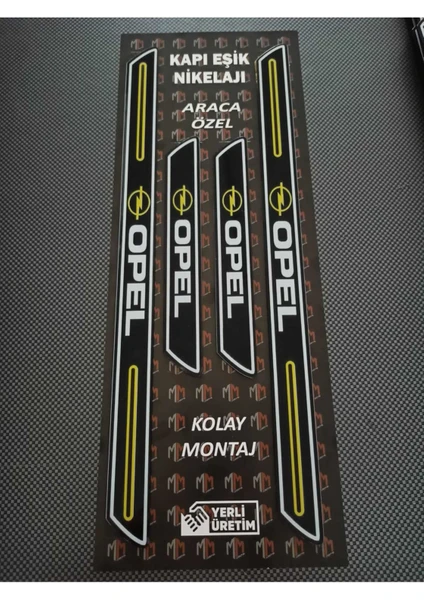 KAPI EŞİK
NİKELAJI
ARACA
ÖZEL
OPEL
OPEL
OPEL
OPEL
KOLAY
MONTAJ
YERLİ
ÜRETİM